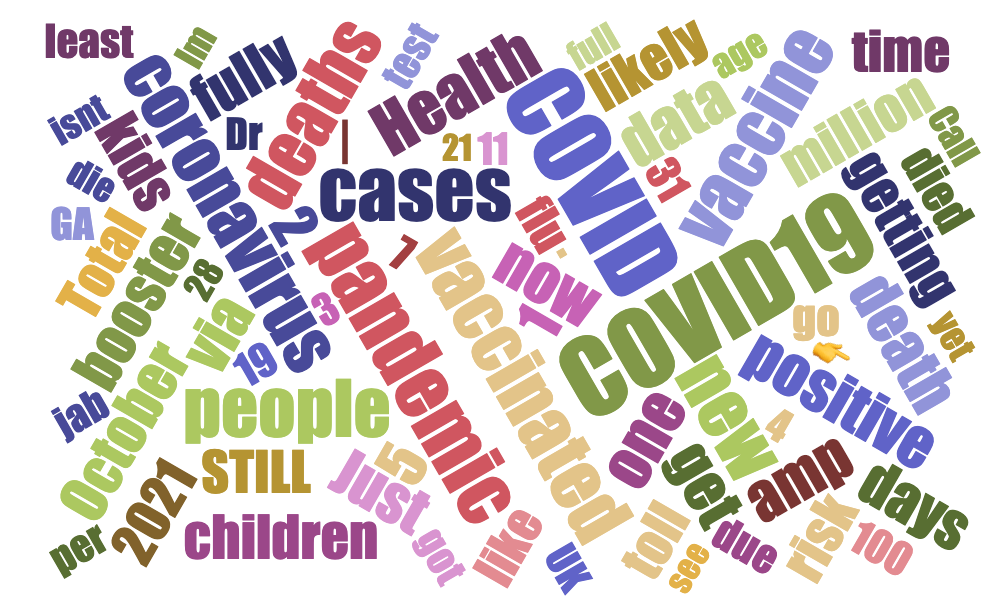 least
Im
fully
deaths
test
Health
full
likely
age
vaccine
time
isnt
kids
coronavirus
Dr
|
21
11
COVID
data
million
call
die
cases
31
getting
died
GA
Total
booster
2
7
flu.
now
COVID19
28
via
3
pandemic
vaccinated
1
go
👉
death
yet
19
jab
October
people
new
positive
one
4
STILL
5
Just
get
amp
days
2021
per
children
got
like
UK
toll
see
due
risk
100